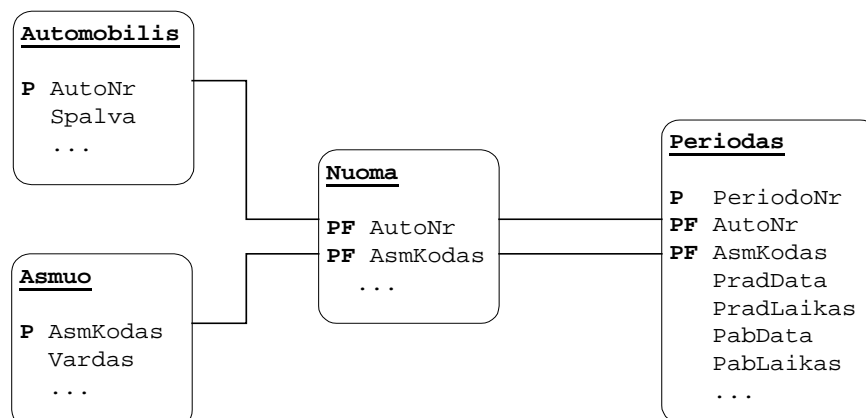 Automobilis
P AutoNr
Spalva
...
Asmuo
P AsmKodas
Vardas
...
Nuoma
PF AutoNr
PF AsmKodas
...
Periodas
P PeriodoNr
PF AutoNr
PF AsmKodas
PradData
PradLaikas
PabData
PabLaikas
...